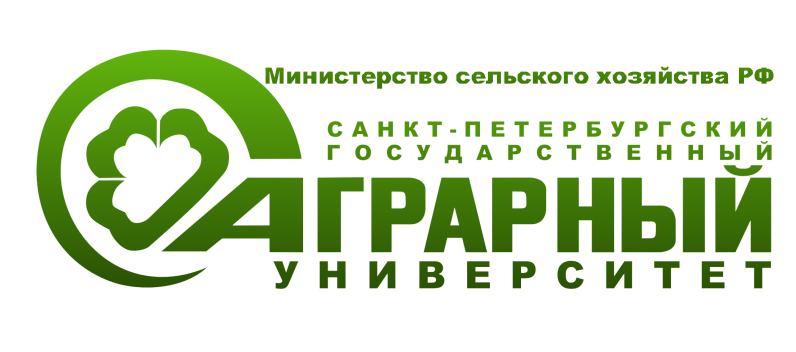 Министерство сельского хозяйства РФ
САНКТ-ПЕТЕРБУРГСКИЙ
ГОСУДАРСТВЕННЫЙ
АГРАРНЫЙ
УНИВЕРСИТЕТ